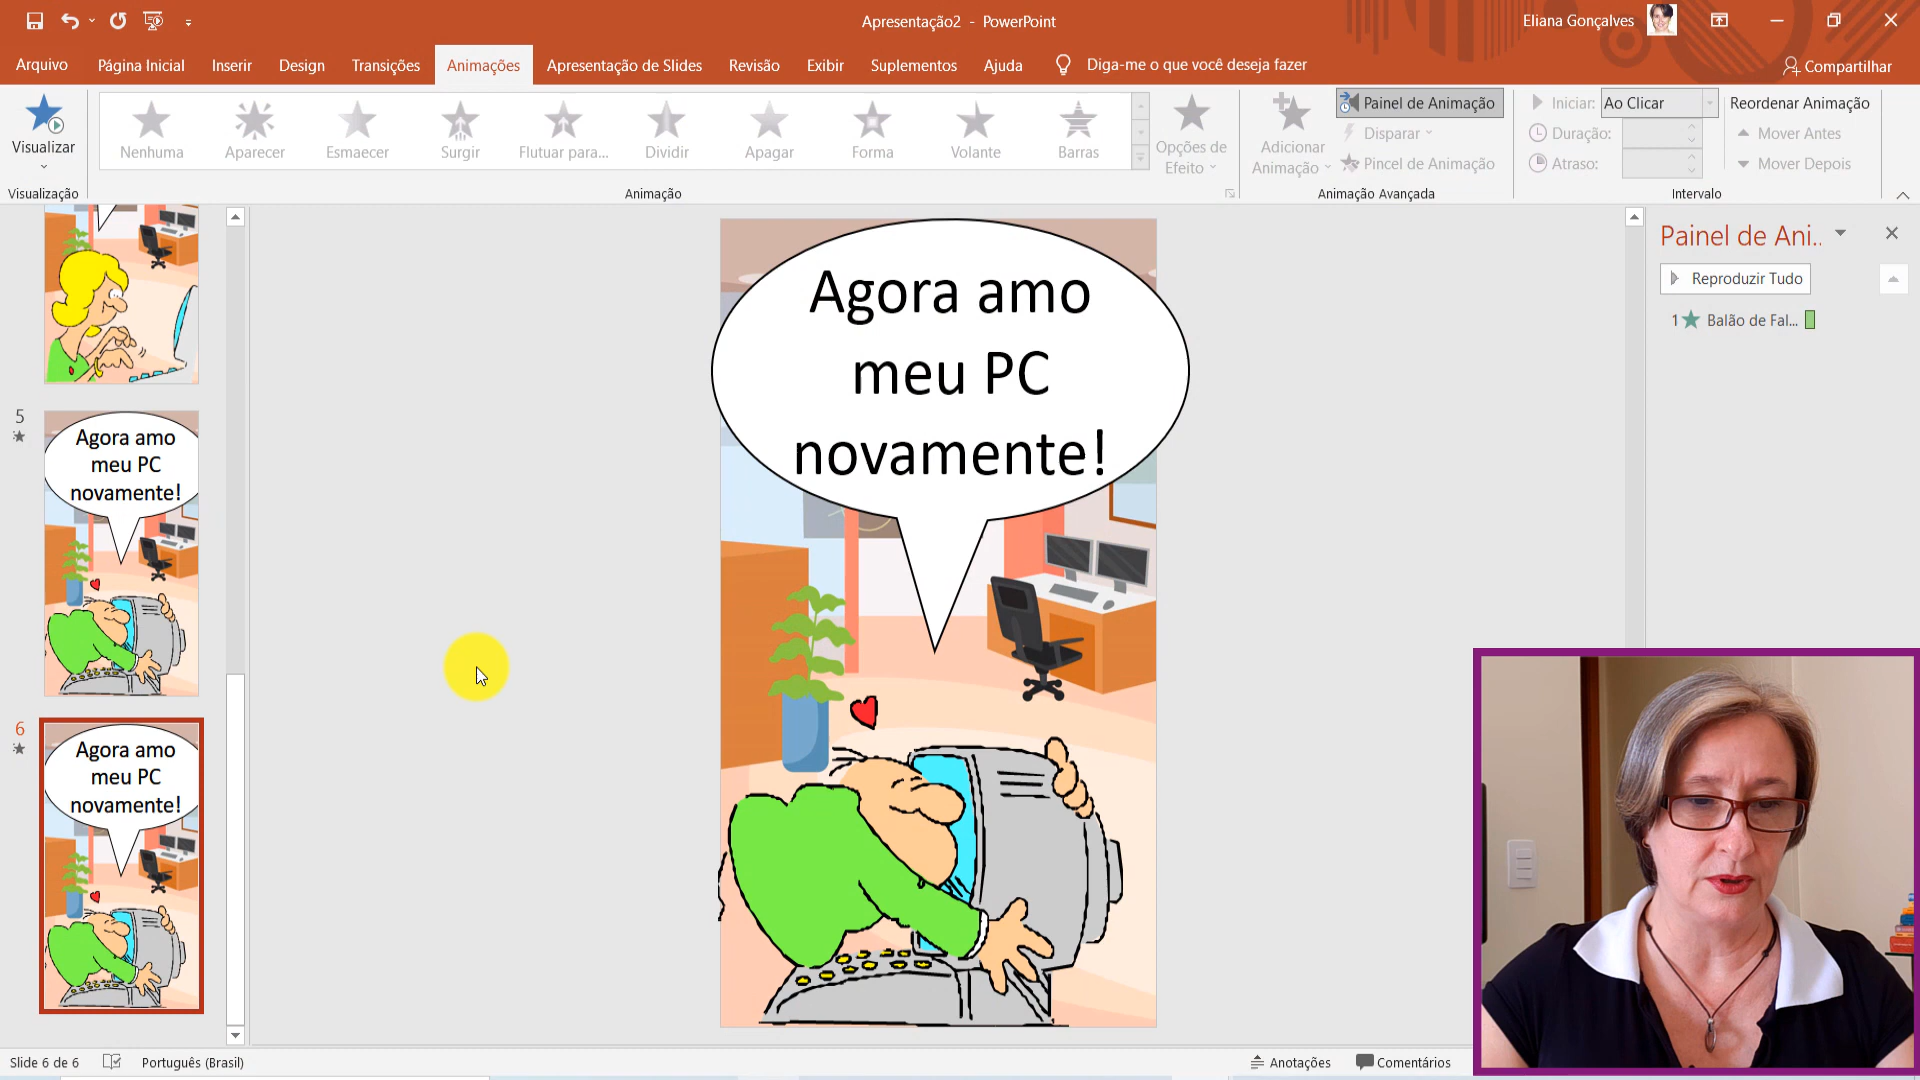 Apresentação2 - PowerPoint
Eliana Gonçalves
Arquivo
Página Inicial
Inserir
Design
Transições
Animações
Apresentação de Slides
Revisão
Exibir
Suplementos
Ajuda
Diga-me o que você deseja fazer
Compartilhar
Visualizar
Visualização
Nenhuma
Aparecer
Esmaecer
Surgir
Flutuar para...
Dividir
Apagar
Forma
Volante
Barras
Animação
Opções de
Efeito
Adicionar
Animação
Painel de Animação
Disparar
Pincel de Animação
Animação Avançada
Iniciar: Ao Clicar
Duração:
Atraso:
Reordenar Animação
Mover Antes
Mover Depois
Intervalo
5
Agora amo
meu PC
novamente!
6
Agora amo
meu PC
novamente!
Agora amo
meu PC
novamente!
Painel de Ani...
Reproduzir Tudo
1 Balão de Fal...
Slide 6 de 6
Português (Brasil)
Anotações
Comentários